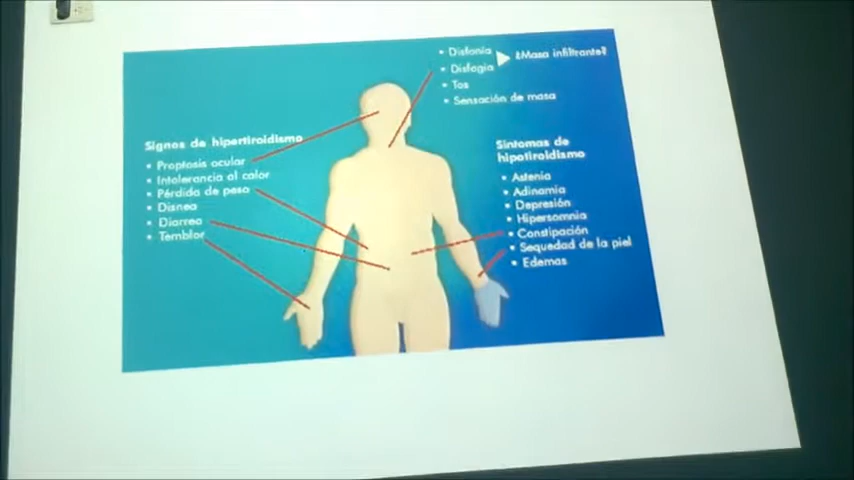 Disfonía
Disfagia
Tos
Sensación de masa
¿Masa infiltrante?
Signos de hipertiroidismo
Proptosis ocular
Intolerancia al calor
Pérdida de peso
Disnea
Diarrea
Temblor
Síntomas de
hipotiroidismo
Astenia
Adinamia
Depresión
Hipersomnia
Constipación
Sequedad de la piel
Edemas